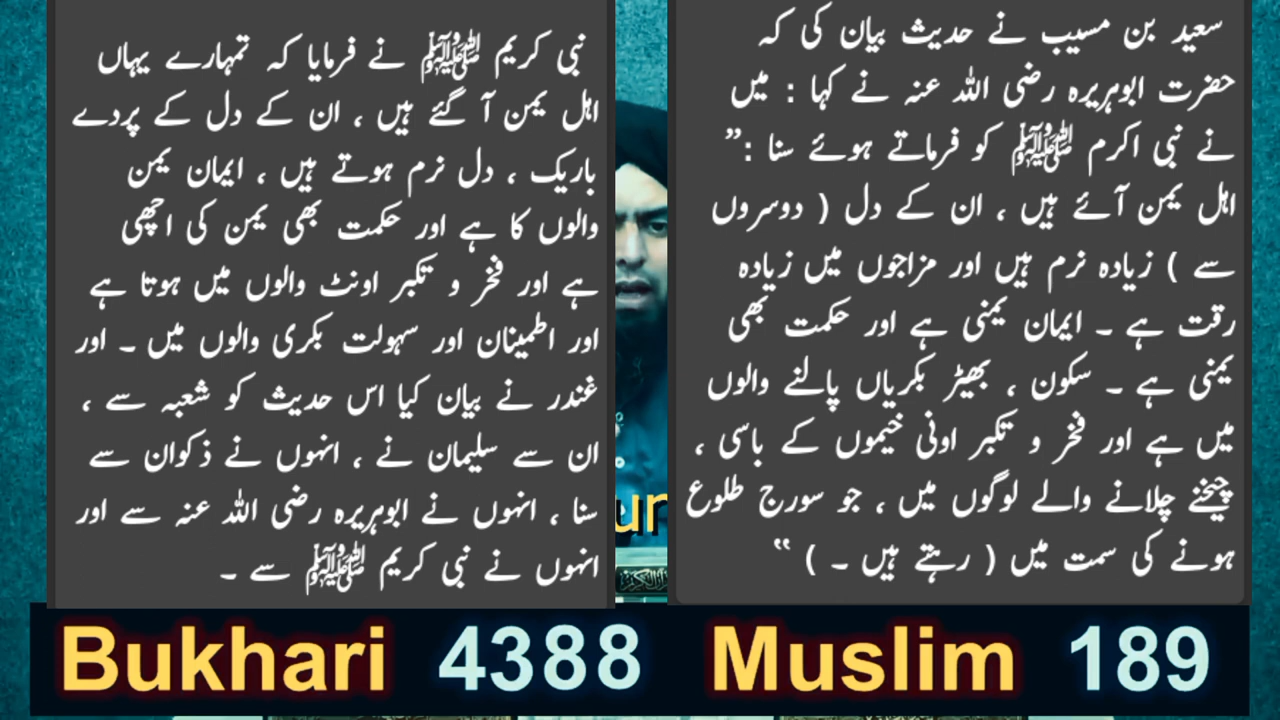 نبی کریم ﷺ نے فرمایا کہ تمہارے یہاں
اہل یمن آ گئے ہیں ، ان کے دل کے پردے
باریک ، دل نرم ہوتے ہیں ، ایمان یمن
والوں کا ہے اور حکمت بھی یمن کی اچھی
ہے اور فخر و تکبر اونٹ والوں میں ہوتا ہے
اور اطمینان اور سہولت بکری والوں میں ۔ اور
غندر نے بیان کیا اس حدیث کو شعبہ سے ،
ان سے سلیمان نے ، انہوں نے ذکوان سے
سنا ، انہوں نے ابوہریرہ رضی اللہ عنہ سے اور
انہوں نے نبی کریم ﷺ سے ۔
Bukhari 4388
سعید بن مسیب نے حدیث بیان کی کہ
حضرت ابوہریرہ رضی اللہ عنہ نے کہا : میں
نے نبی اکرم ﷺ کو فرماتے ہوئے سنا :”
اہل یمن آئے ہیں ، ان کے دل ( دوسروں
سے ) زیادہ نرم ہیں اور مزاجوں میں زیادہ
رقت ہے ۔ ایمان یمنی ہے اور حکمت بھی
یمنی ہے ۔ سکون ، بھیڑ بکریاں پالنے والوں
میں ہے اور فخر و تکبر اونی خیموں کے باسی ،
چیخنے چلانے والے لوگوں میں ، جو سورج طلوع
ہونے کی سمت میں ( رہتے ہیں ۔ ) “
Muslim 189